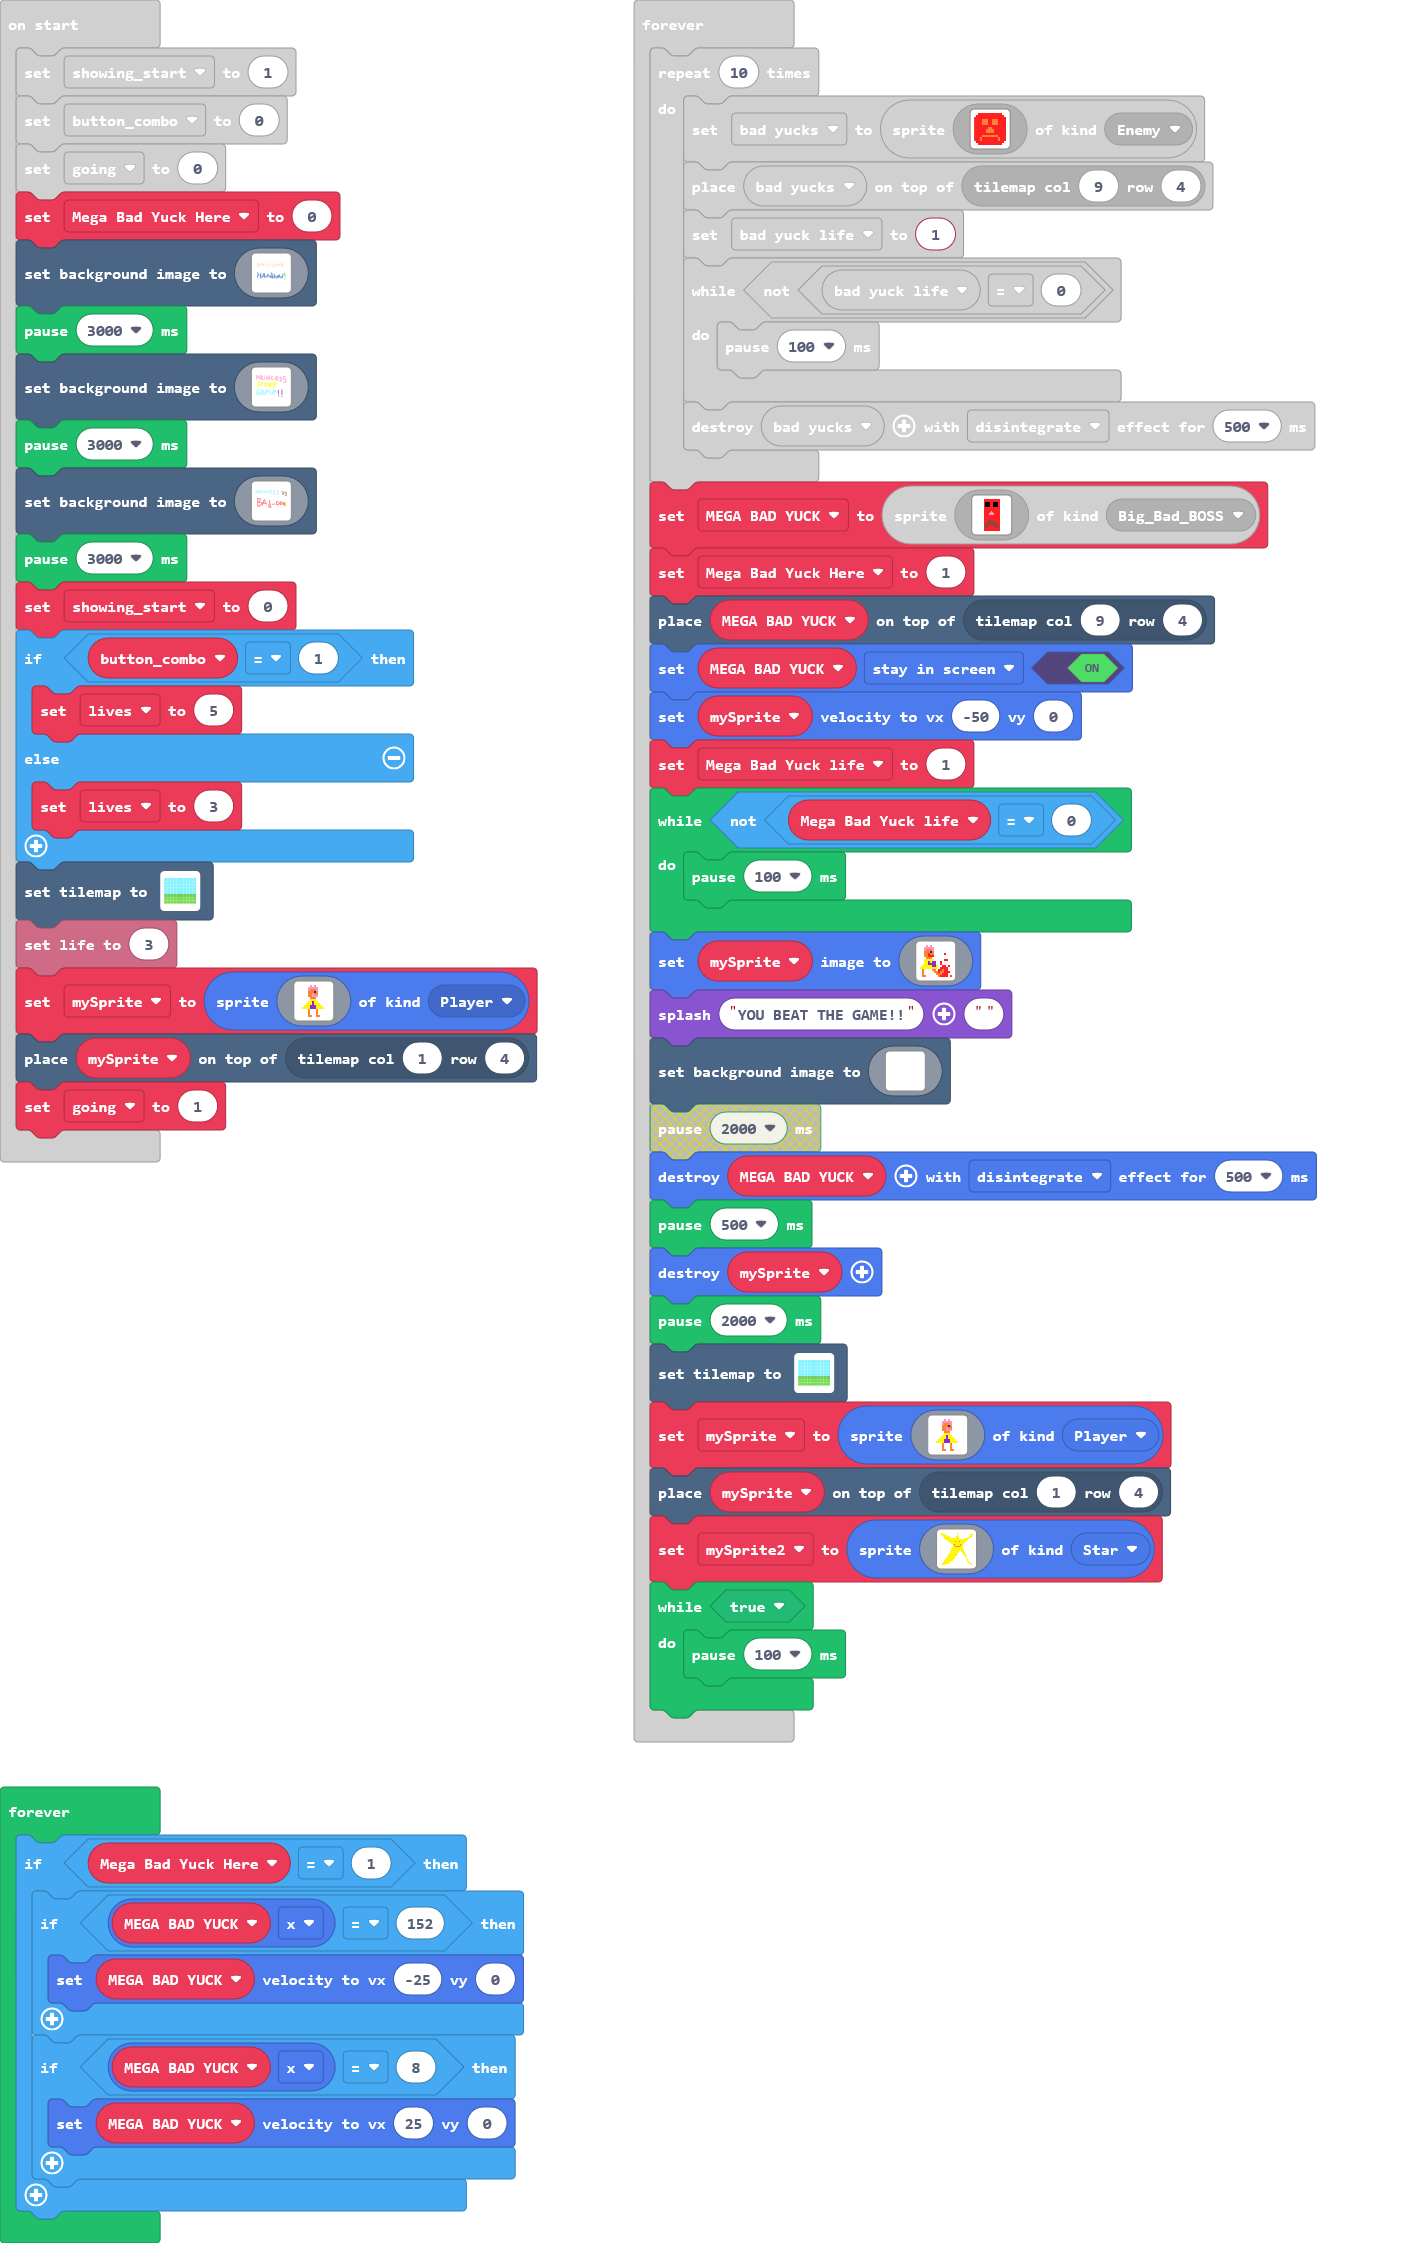 on start
set showing_start to 1
set button_combo to 0
set going to 0
set Mega Bad Yuck Here to 0
set background image to
pause 3000 ms
set background image to PRINCESS
pause 3000 ms
set background image to
pause 3000 ms
set showing_start to 0
if button_combo = 1 then
set lives to 5
else
set lives to 3
set tilemap to
set life to 3
set mySprite to sprite of kind Player
place mySprite on top of tilemap col 1 row 4
set going to 1
forever
repeat 10 times
do
set bad yucks to sprite of kind Enemy
place bad yucks on top of tilemap col 9 row 4
set bad yuck life to 1
while not bad yuck life = 0
do
pause 100 ms
destroy bad yucks with disintegrate effect for 500 ms
set MEGA BAD YUCK to sprite of kind Big_Bad_BOSS
set Mega Bad Yuck Here to 1
place MEGA BAD YUCK on top of tilemap col 9 row 4
set MEGA BAD YUCK stay in screen ON
set mySprite velocity to vx -50 vy 0
set Mega Bad Yuck life to 1
while not Mega Bad Yuck life = 0
do
pause 100 ms
set mySprite image to
splash "YOU BEAT THE GAME!!" ""
set background image to
pause 2000 ms
destroy MEGA BAD YUCK with disintegrate effect for 500 ms
pause 500 ms
destroy mySprite
pause 2000 ms
set tilemap to
set mySprite to sprite of kind Player
place mySprite on top of tilemap col 1 row 4
set mySprite2 to sprite of kind Star
while true
do
pause 100 ms
forever
if Mega Bad Yuck Here = 1 then
if MEGA BAD YUCK x = 152 then
set MEGA BAD YUCK velocity to vx -25 vy 0
if MEGA BAD YUCK x = 8 then
set MEGA BAD YUCK velocity to vx 25 vy 0